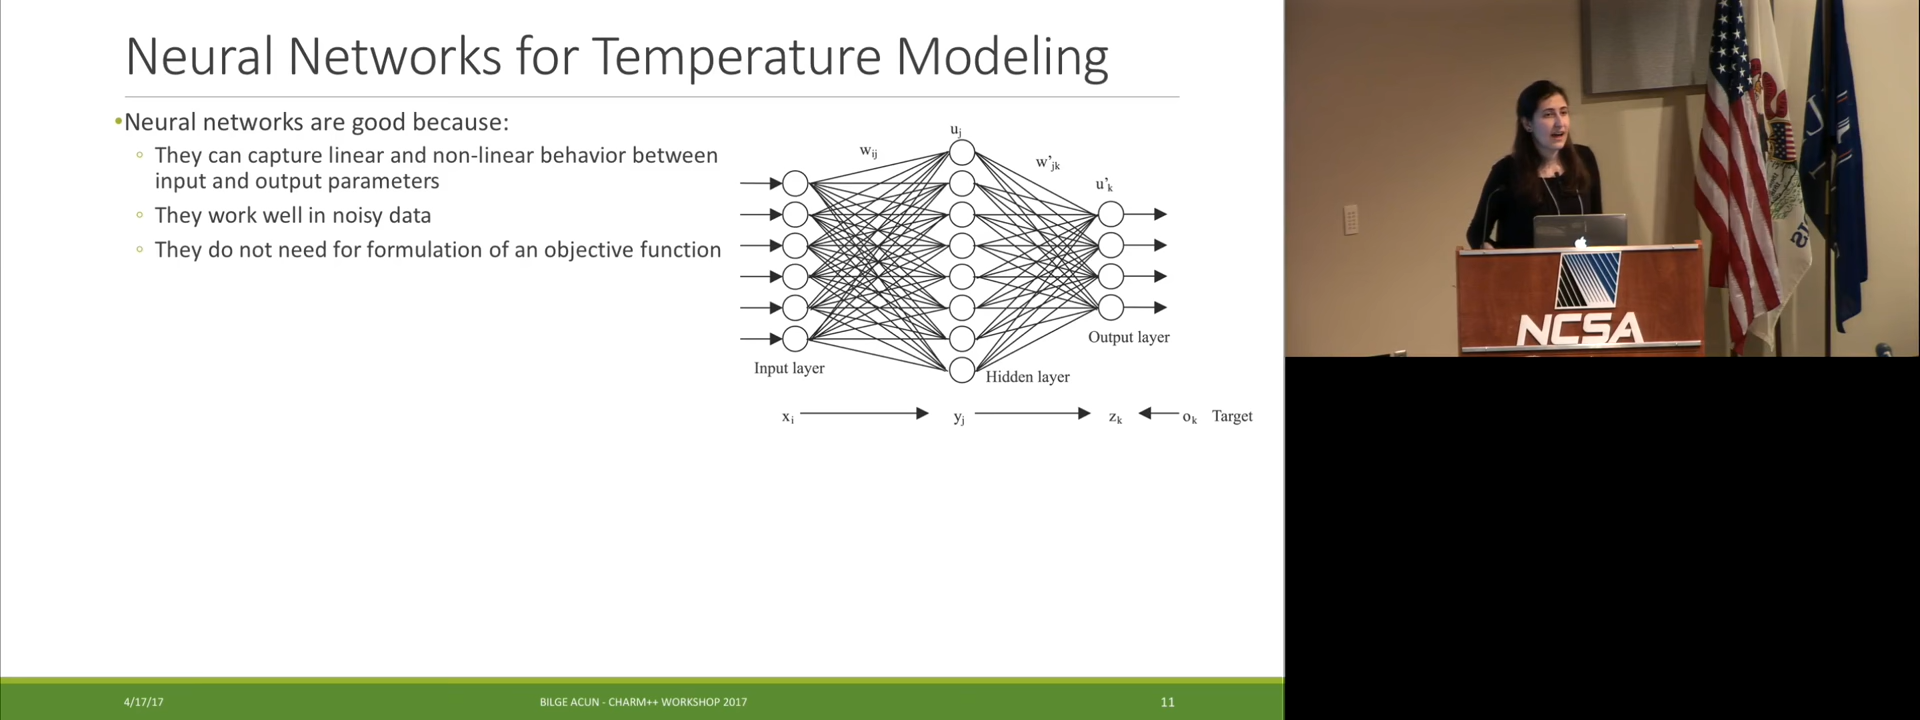 Neural Networks for Temperature Modeling
•Neural networks are good because:
◦ They can capture linear and non-linear behavior between
input and output parameters
◦ They work well in noisy data
◦ They do not need for formulation of an objective function
uj
wij
w'jk
u'k
Output layer
Input layer
Hidden layer
xi
yj
zk
ok Target
4/17/17
BILGE ACUN - CHARM++ WORKSHOP 2017
11
NCSA